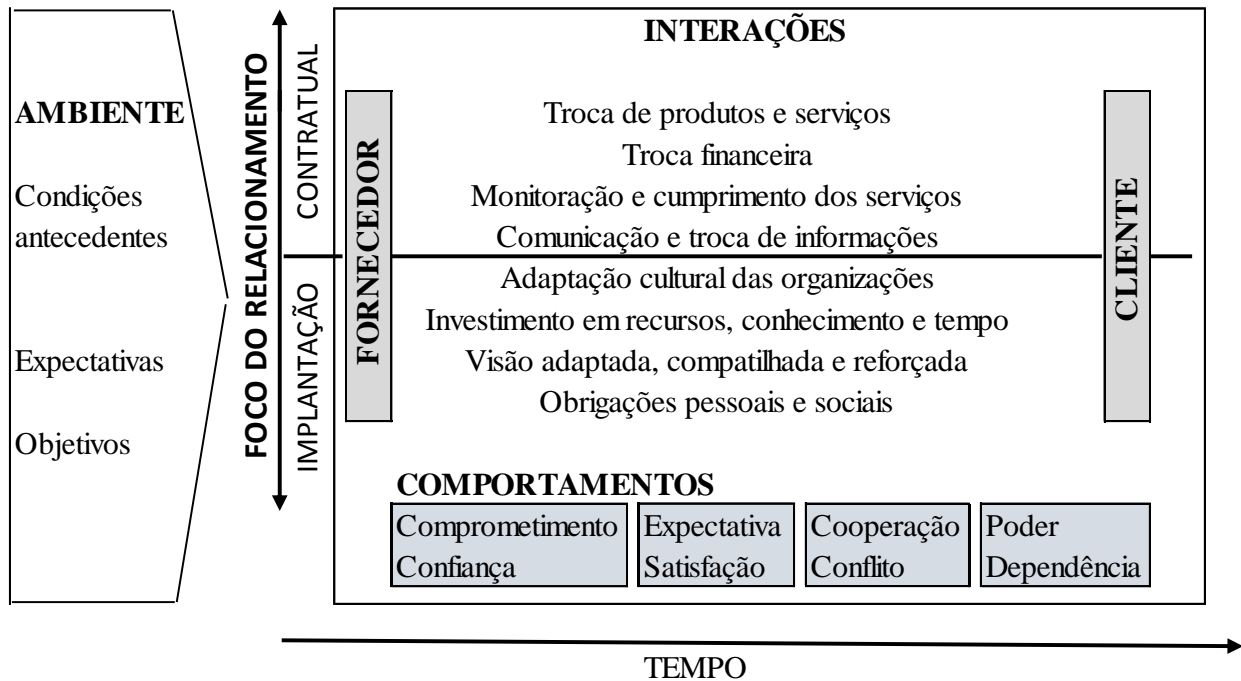 AMBIENTE
Condições
antecedentes
Expectativas
Objetivos
FOCO DO RELACIONAMENTO
CONTRATUAL
IMPLANTAÇÃO
INTERAÇÕES
FORNECEDOR
Troca de produtos e serviços
Troca financeira
Monitoração e cumprimento dos serviços
Comunicação e troca de informações
Adaptação cultural das organizações
Investimento em recursos, conhecimento e tempo
Visão adaptada, compatilhada e reforçada
Obrigações pessoais e sociais
CLIENTE
COMPORTAMENTOS
Comprometimento
Confiança
Expectativa
Satisfação
Cooperação
Conflito
Poder
Dependência
TEMPO